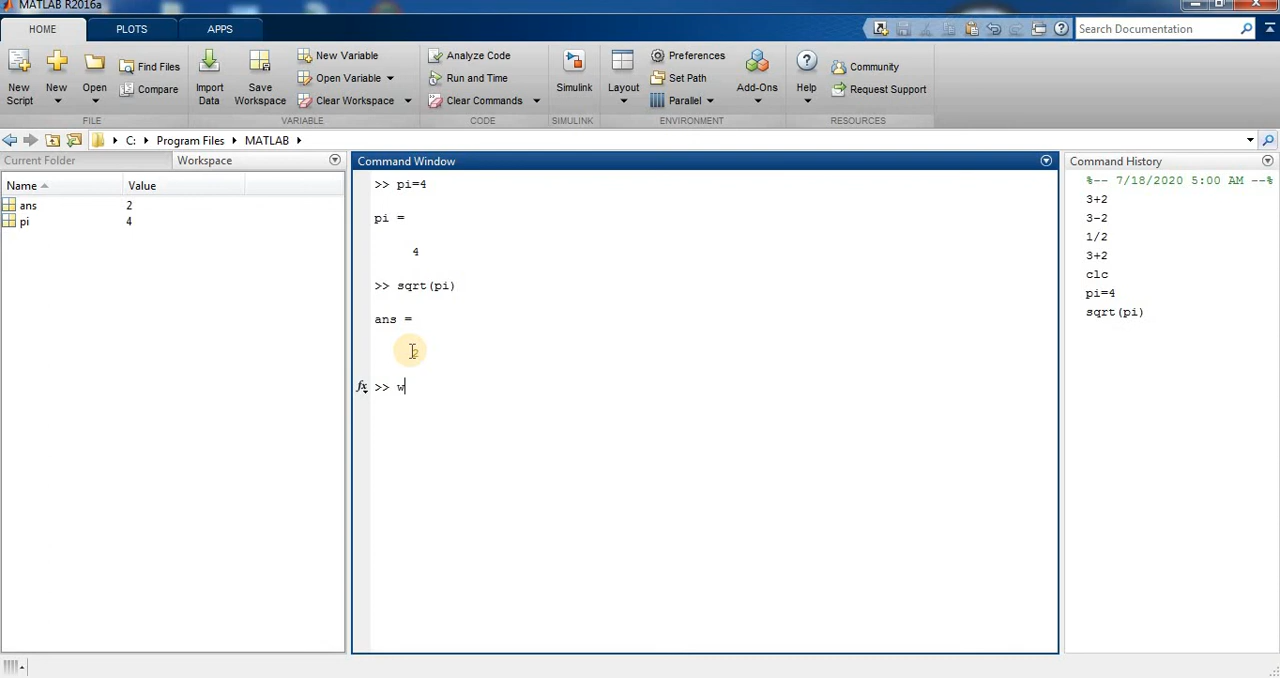 MATLAB R2016a
HOME PLOTS APPS
Search Documentation
New Script
New
Open
Find Files
Compare
FILE
Import Data
Save Workspace
New Variable
Open Variable
Clear Workspace
VARIABLE
Analyze Code
Run and Time
Clear Commands
CODE
Simulink
SIMULINK
Layout
Preferences
Set Path
Parallel
Add-Ons
ENVIRONMENT
Help
Community
Request Support
RESOURCES
C: Program Files MATLAB
Current Folder Workspace
Name Value
ans 2
pi 4
Command Window
>> pi=4
pi =
4
>> sqrt(pi)
ans =
2
fx >> w
Command History
%-- 7/18/2020 5:00 AM --%
3+2
3-2
1/2
3+2
clc
pi=4
sqrt(pi)